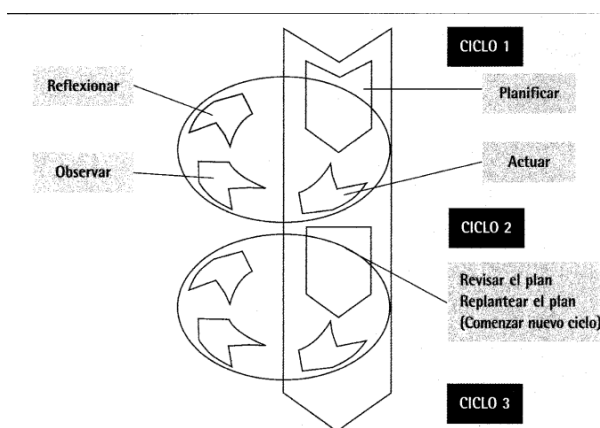 CICLO 1
Reflexionar
Planificar
Observar
Actuar
CICLO 2
Revisar el plan
Replantear el plan
(Comenzar nuevo ciclo)
CICLO 3